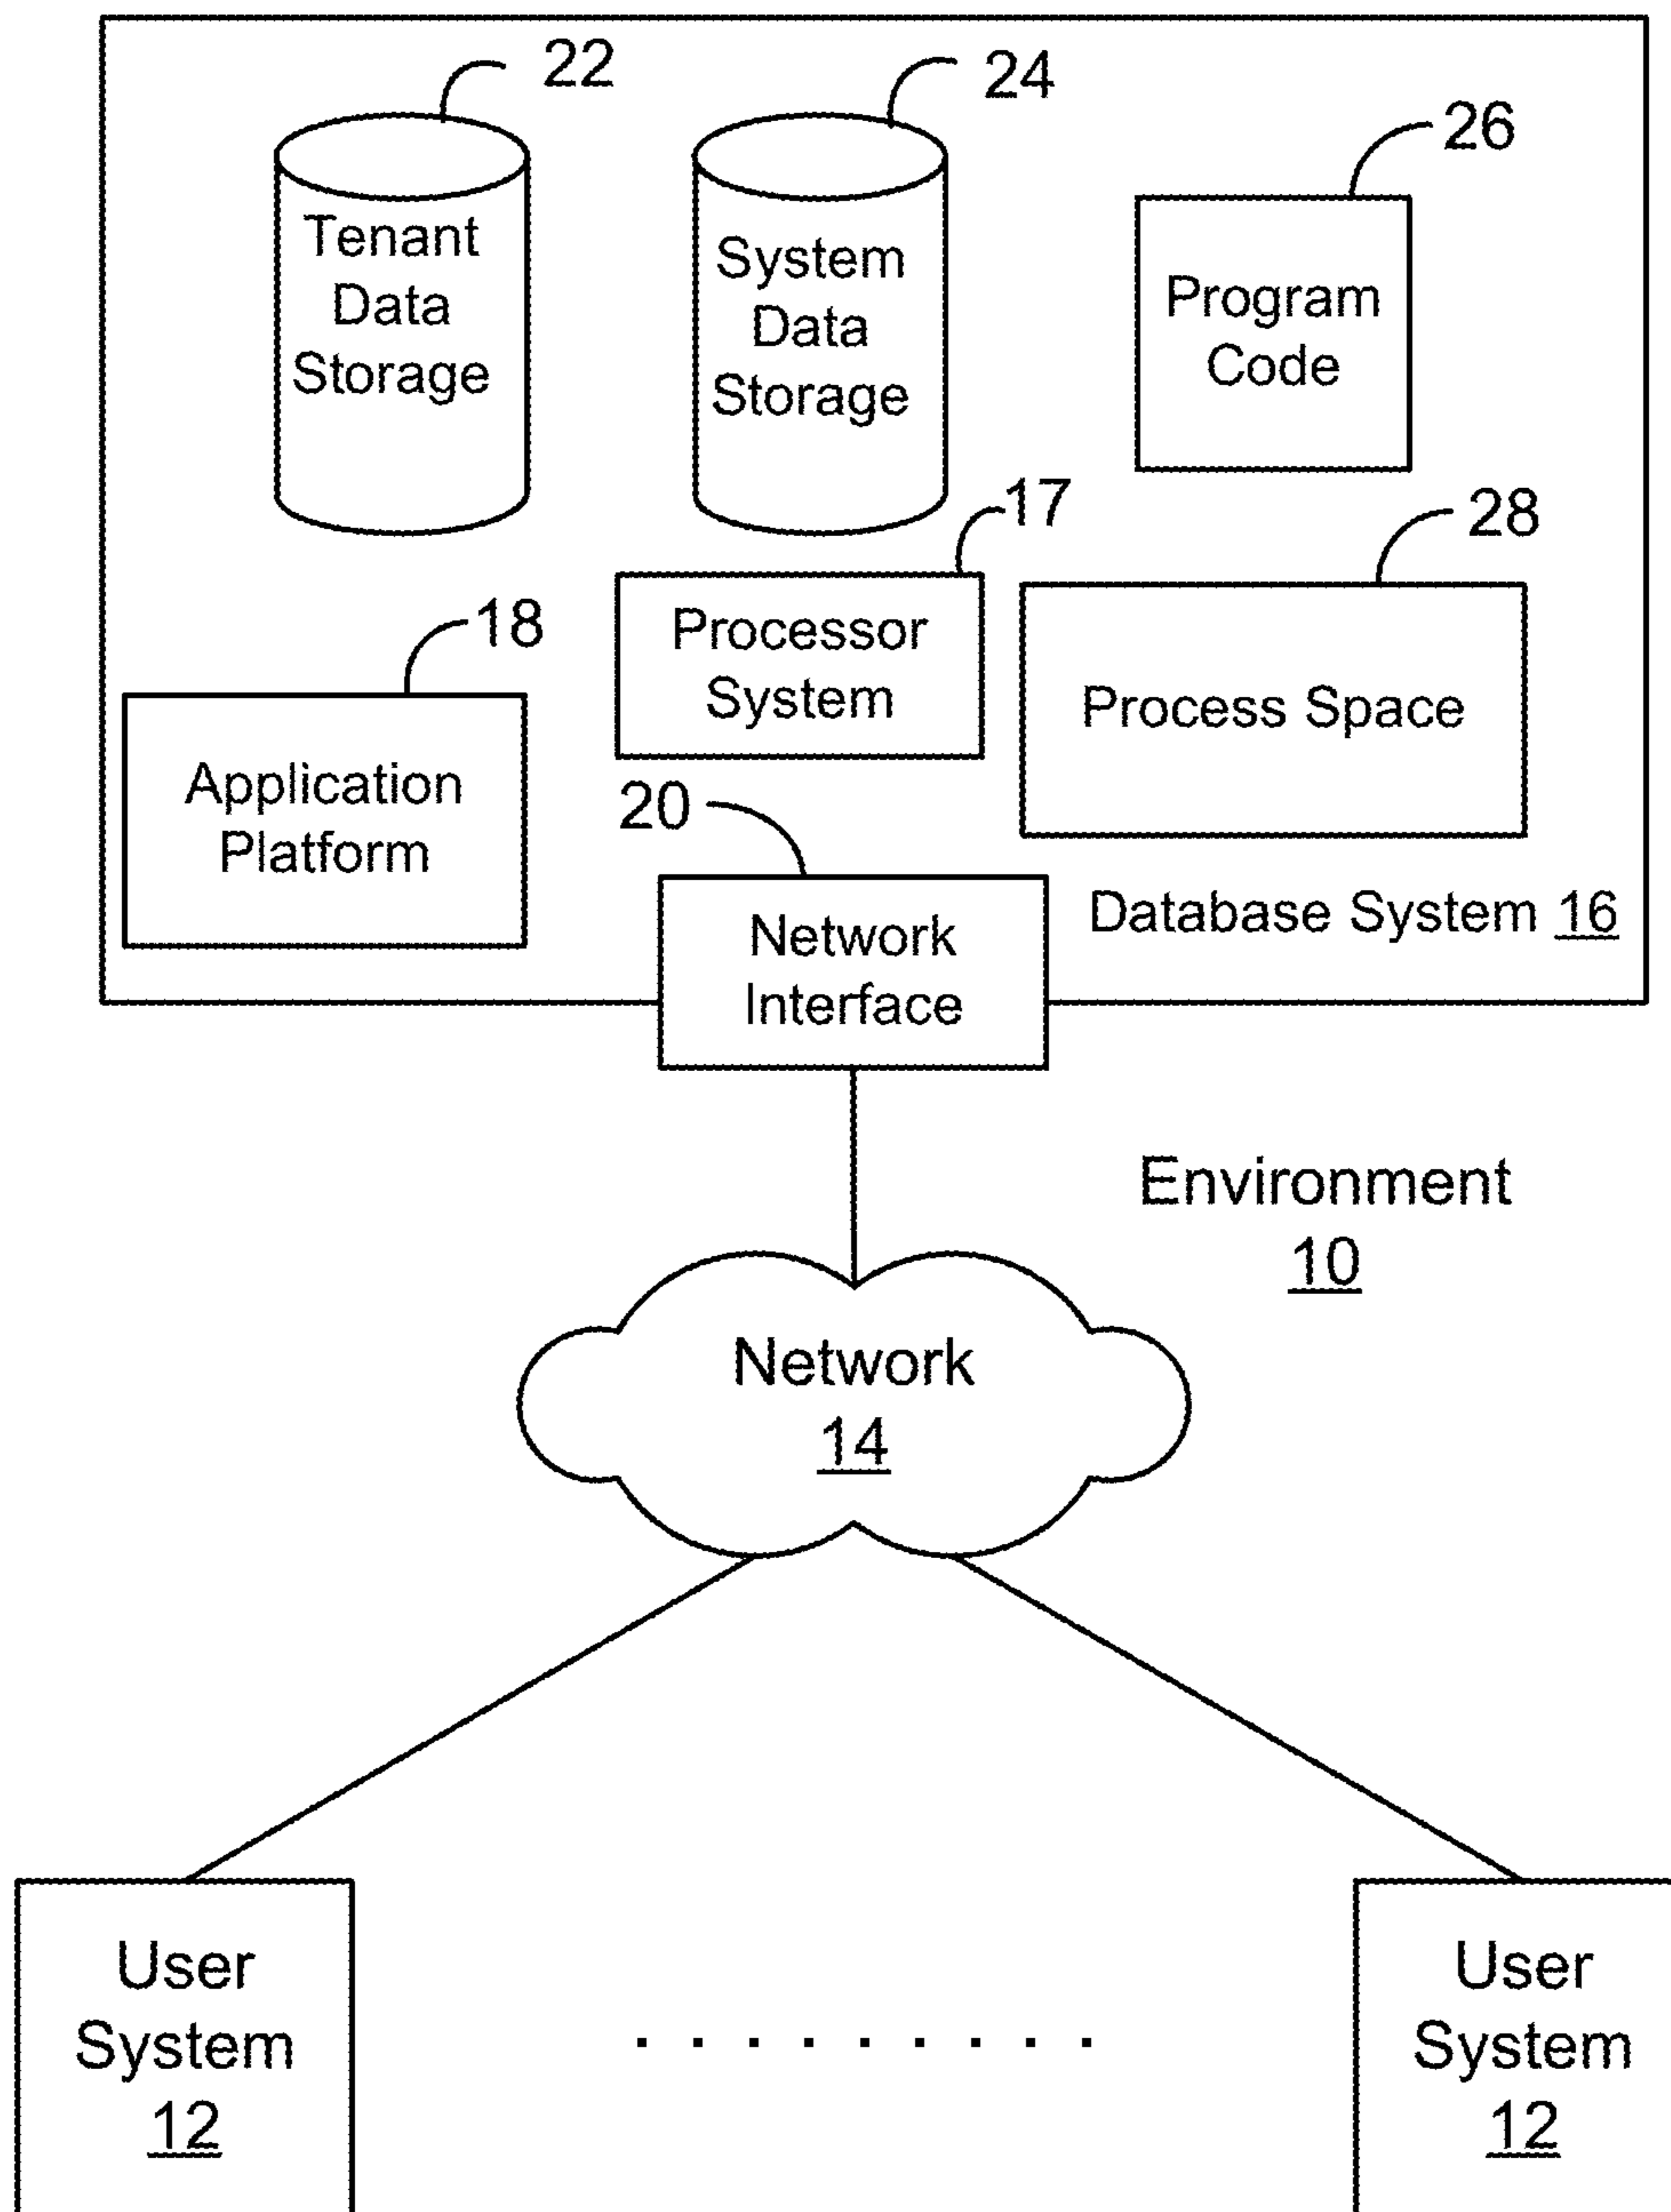 22
24
26
Tenant
Data
Storage
System
Data
Storage
Program
Code
17
28
18
Processor
System
Process Space
Application
Platform
20
Network
Interface
Database System 16
Environment
10
Network
14
User
System
12
. . . . . . . . .
User
System
12